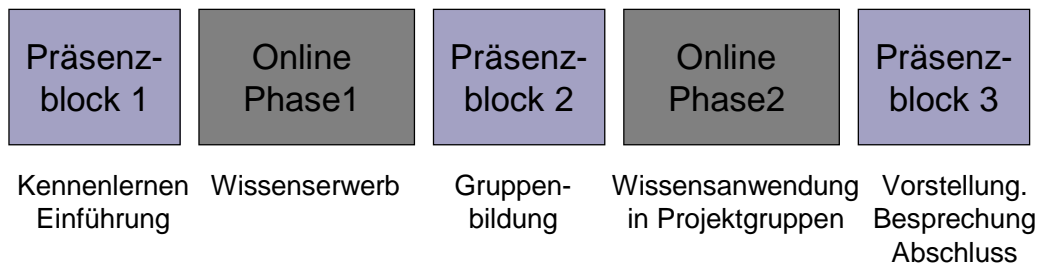 Präsenz-
block 1
Online
Phase1
Präsenz-
block 2
Online
Phase2
Präsenz-
block 3
Kennenlernen
Einführung
Wissenserwerb
Gruppen-
bildung
Wissensanwendung
in Projektgruppen
Vorstellung.
Besprechung
Abschluss